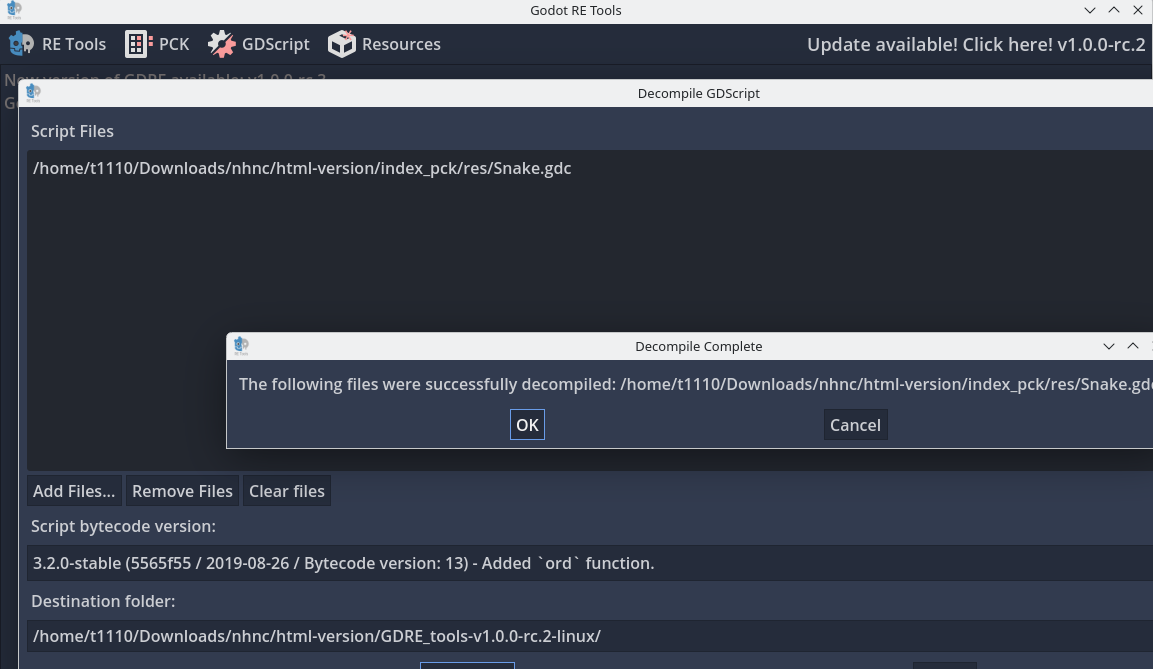 Godot RE Tools
RE Tools PCK GDScript Resources Update available! Click here! v1.0.0-rc.2
New version of GDRE available: v1.0.0-rc.2
Decompile GDScript
Script Files
/home/t1110/Downloads/nhnc/html-version/index_pck/res/Snake.gdc
Decompile Complete
The following files were successfully decompiled: /home/t1110/Downloads/nhnc/html-version/index_pck/res/Snake.gdc
OK Cancel
Add Files... Remove Files Clear files
Script bytecode version:
3.2.0-stable (5565f55 / 2019-08-26 / Bytecode version: 13) - Added `ord` function.
Destination folder:
/home/t1110/Downloads/nhnc/html-version/GDRE_tools-v1.0.0-rc.2-linux/